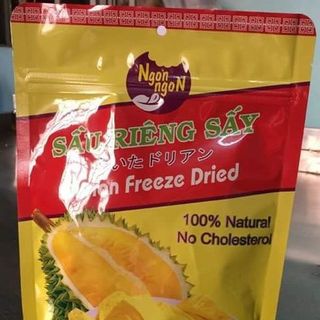 Ngon
ngon
SẦU RIÊNG SẤY
いたドリアン
Freeze Dried
100% Natural
No Cholesterol